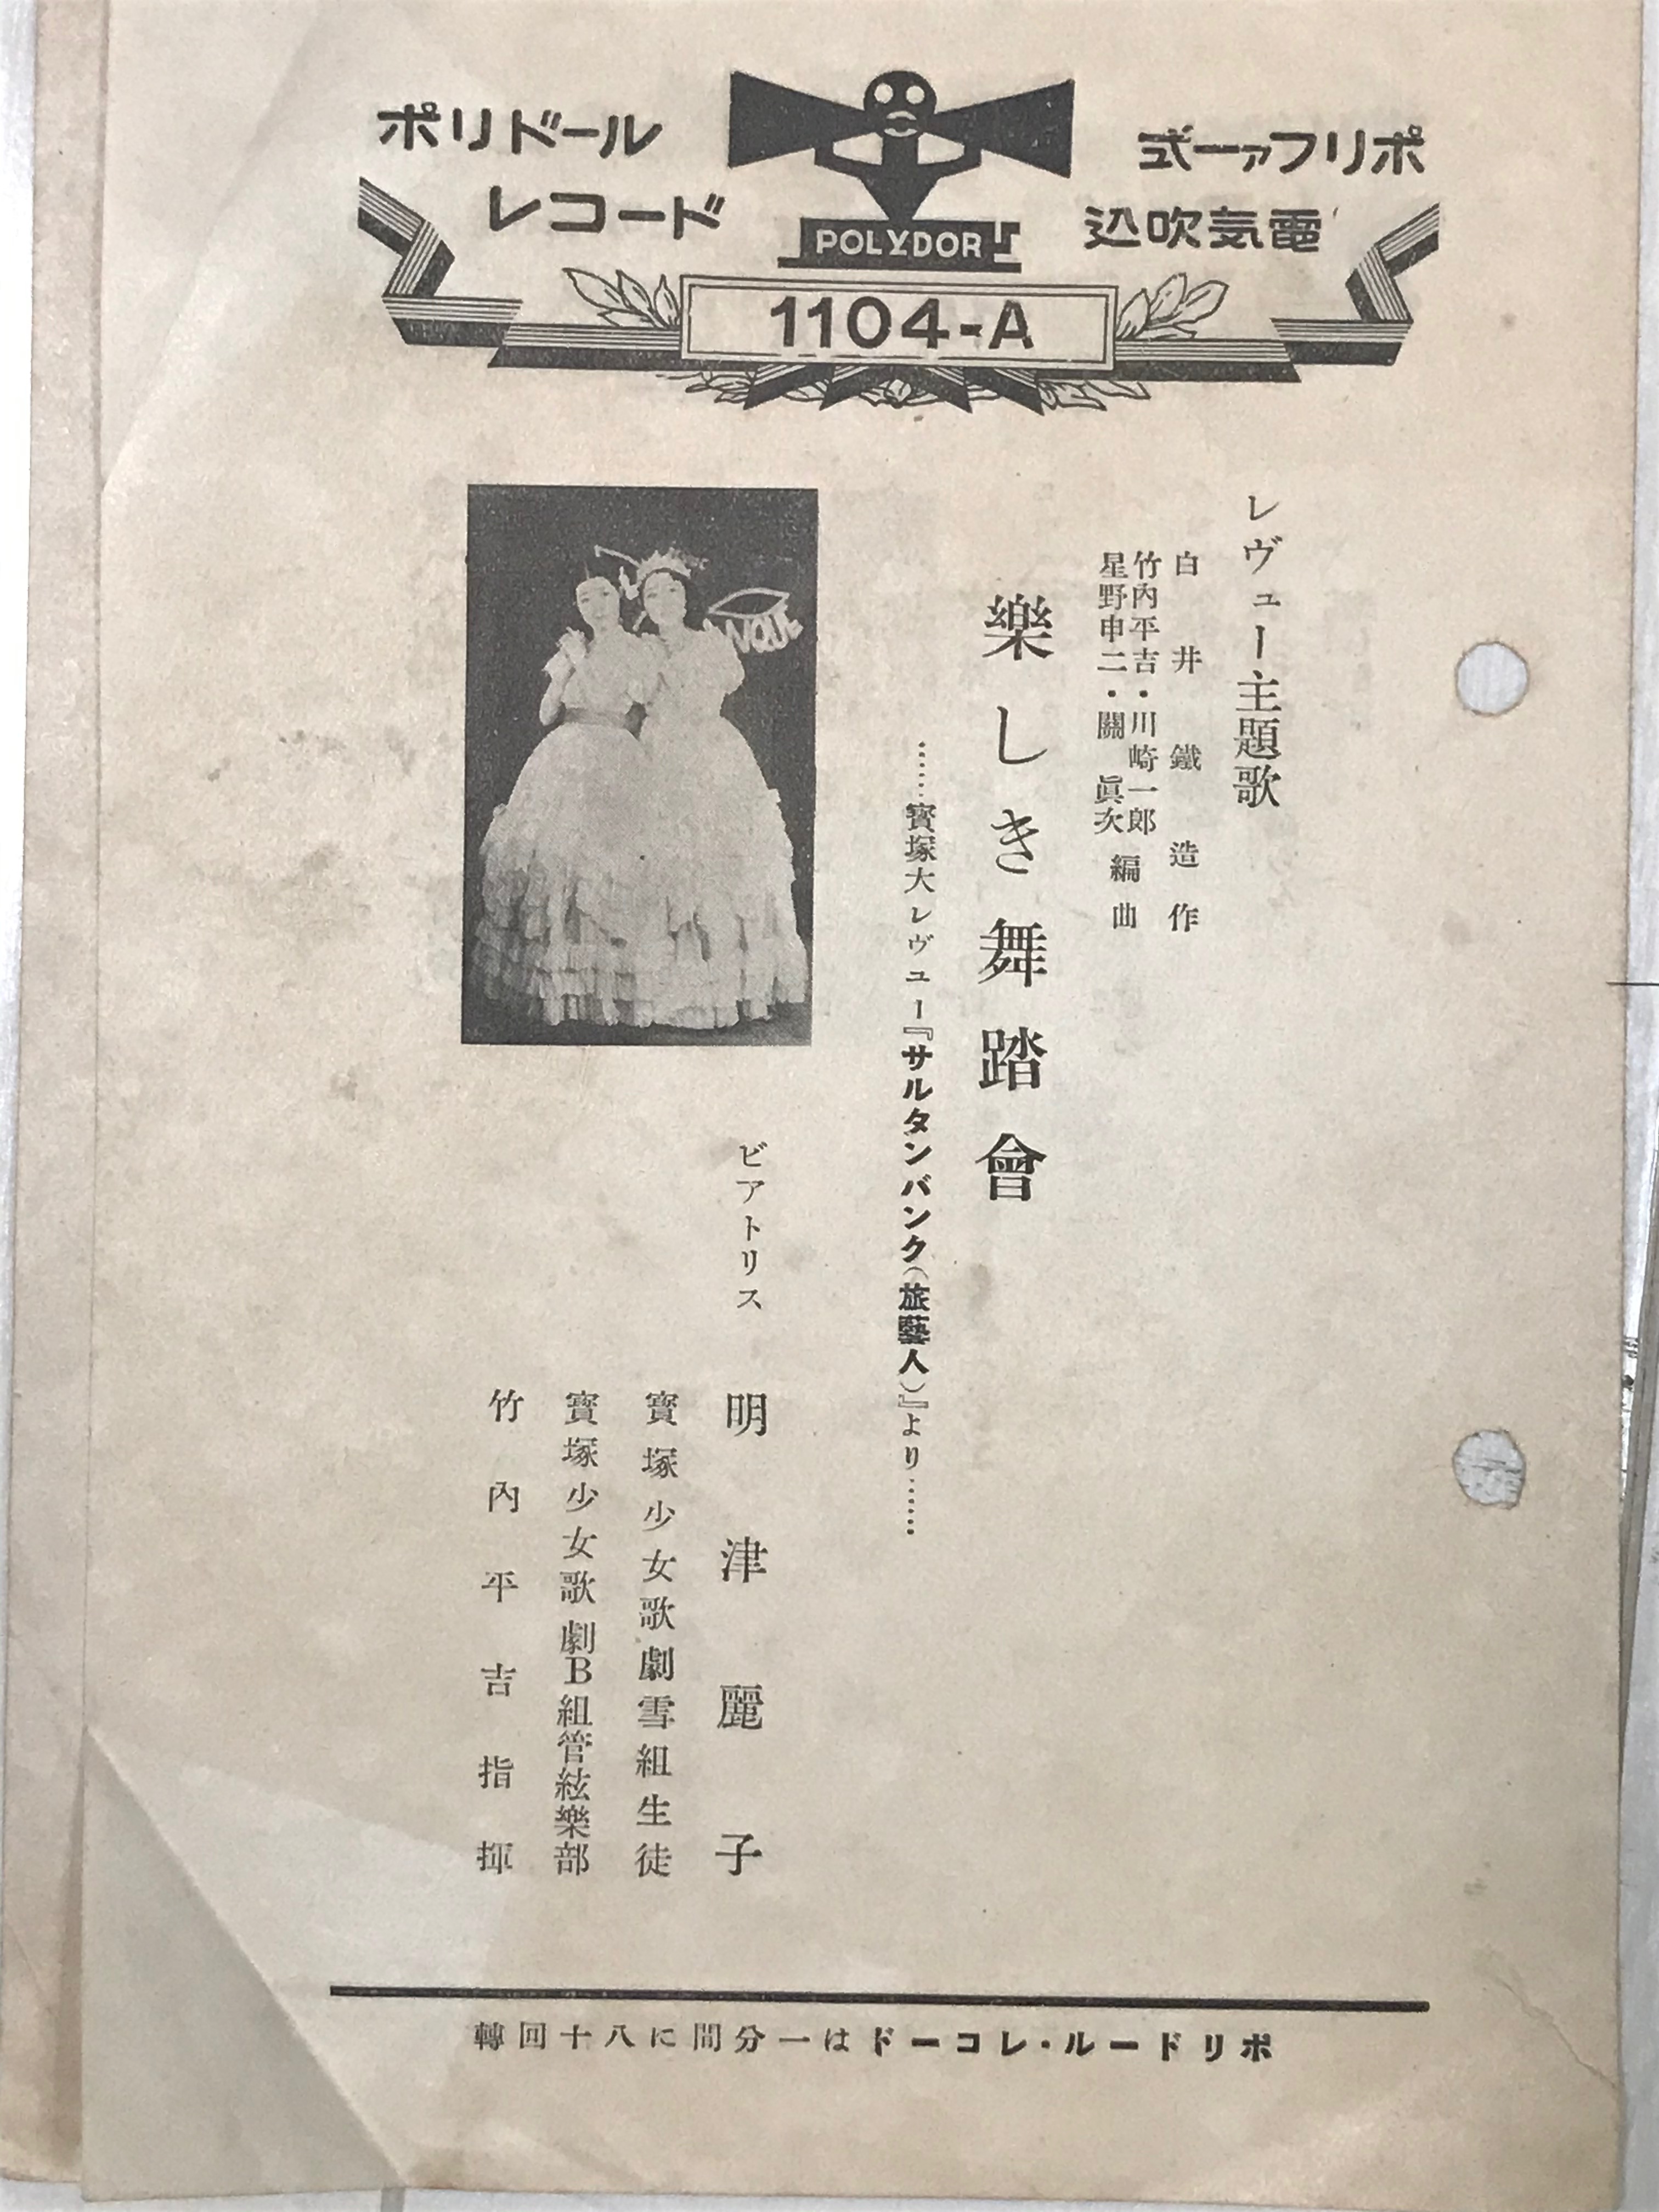 ポリドール
レコード
ポリファー式
電気吹込
POLYDOR
1104-A
レヴュー主題歌
白井鐵造作
竹內平吉・川崎一郎
星野申二・關眞次
編曲
樂しき舞踏會
……寳塚大レヴュー『サルタンバンク(旅藝人)』より……
ビアトリス 明津麗子
寳塚少女歌劇雪組生徒
寳塚少女歌劇B組管絃樂部
竹內平吉指揮
ポリドール・レコードは一分間に八十回轉